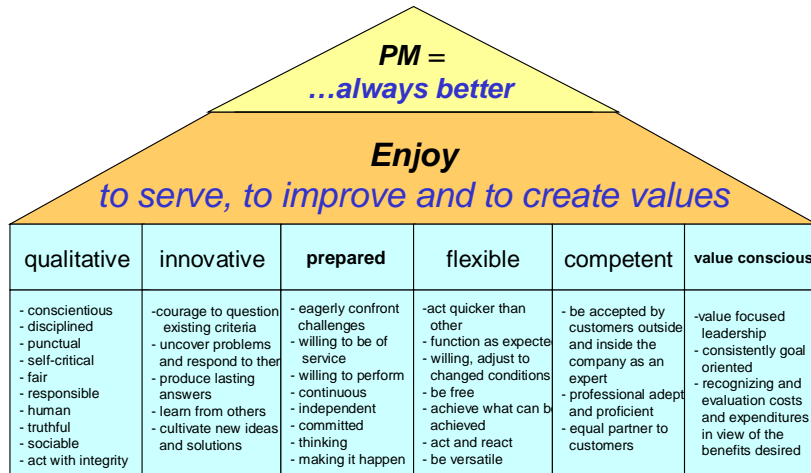 PM =
…always better
Enjoy
to serve, to improve and to create values
qualitative
innovative
prepared
flexible
competent
value conscious
- conscientious
- disciplined
- punctual
- self-critical
- fair
- responsible
- human
- truthful
- sociable
- act with integrity
-courage to question
existing criteria
- uncover problems
and respond to ther
- produce lasting
answers
- learn from others
- cultivate new ideas
and solutions
- eagerly confront
challenges
- willing to be of
service
- willing to perform
- continuous
- independent
- committed
- thinking
- making it happen
-act quicker than
other
- function as expecte
- willing, adjust to
changed conditions
- be free
- achieve what can be
achieved
- act and react
- be versatile
- be accepted by
customers outside
and inside the
company as an
expert
- professional adept
and proficient
- equal partner to
customers
-value focused
leadership
- consistently goal
oriented
- recognizing and
evaluation costs
and expenditures
in view of the
benefits desired